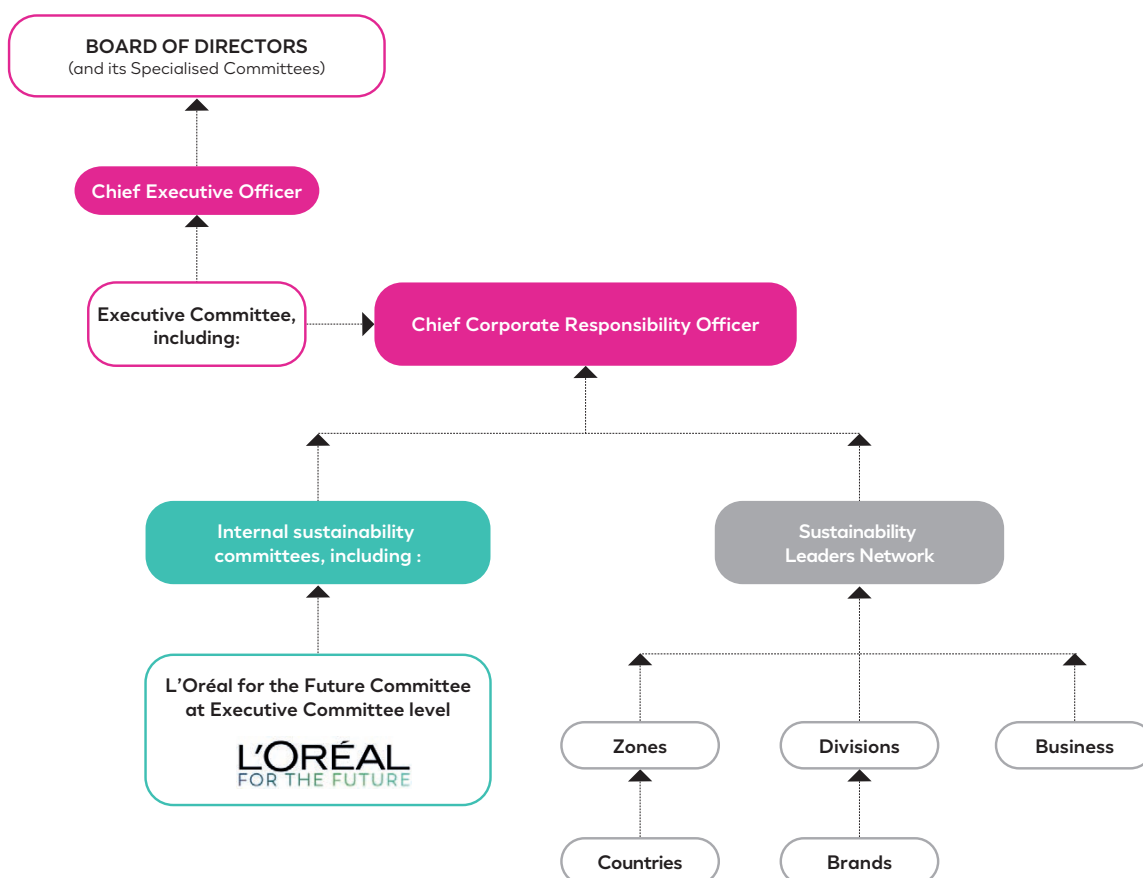 BOARD OF DIRECTORS
(and its Specialised Committees)
Chief Executive Officer
Executive Committee,
including:
Chief Corporate Responsibility Officer
Internal sustainability
committees, including :
Sustainability
Leaders Network
L’Oréal for the Future Committee
at Executive Committee level
L'ORÉAL
FOR THE FUTURE
Zones
Divisions
Business
Countries
Brands